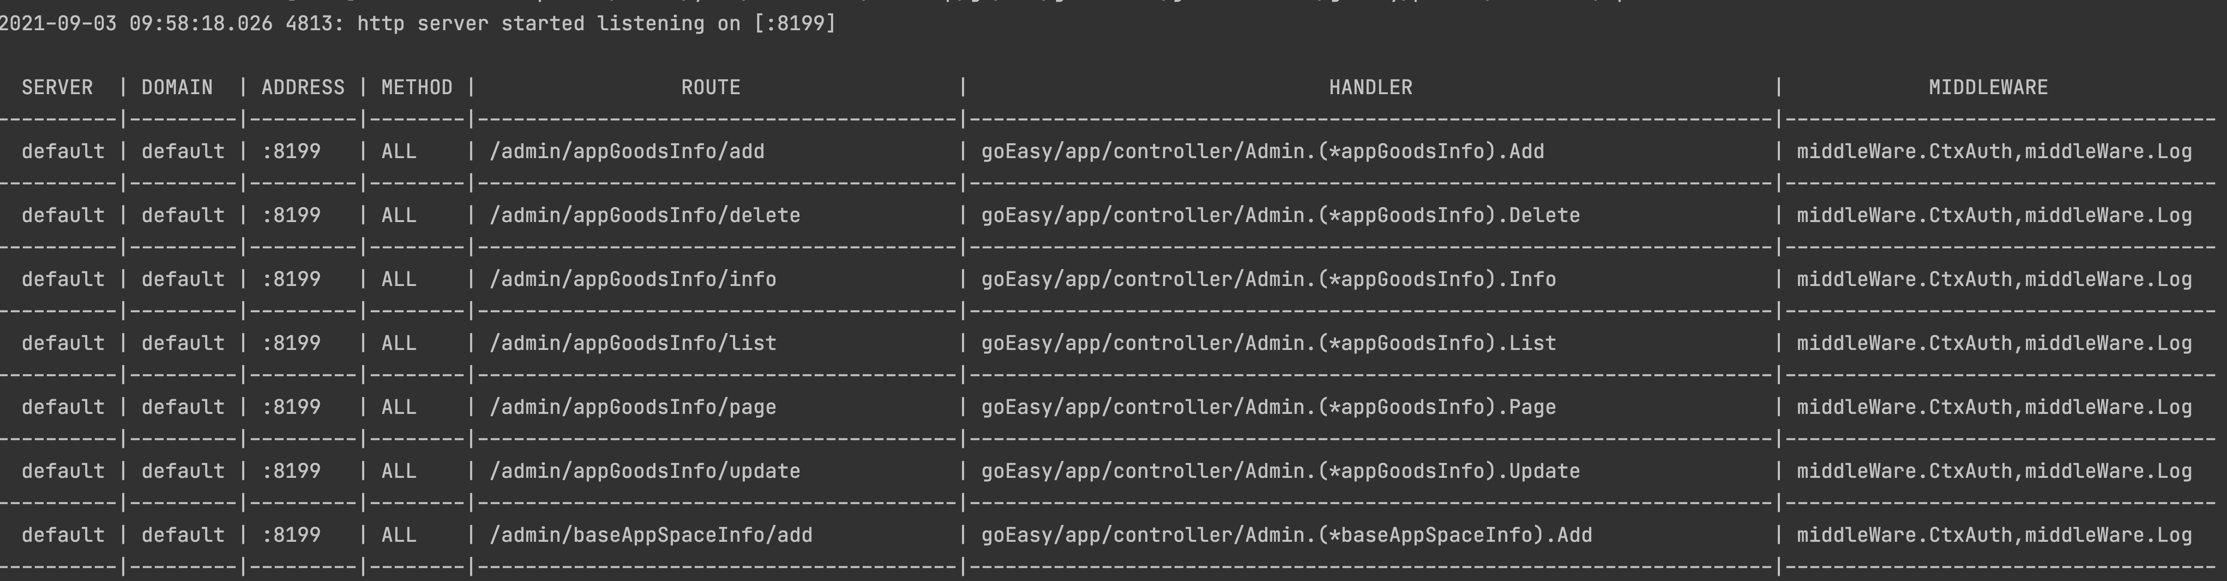 2021-09-03 09:58:18.026 4813: http server started listening on [:8199]
SERVER | DOMAIN | ADDRESS | METHOD | ROUTE | HANDLER | MIDDLEWARE
default | default | :8199 | ALL | /admin/appGoodsInfo/add | goEasy/app/controller/Admin.(*appGoodsInfo).Add | middleWare.CtxAuth,middleWare.Log
default | default | :8199 | ALL | /admin/appGoodsInfo/delete | goEasy/app/controller/Admin.(*appGoodsInfo).Delete | middleWare.CtxAuth,middleWare.Log
default | default | :8199 | ALL | /admin/appGoodsInfo/info | goEasy/app/controller/Admin.(*appGoodsInfo).Info | middleWare.CtxAuth,middleWare.Log
default | default | :8199 | ALL | /admin/appGoodsInfo/list | goEasy/app/controller/Admin.(*appGoodsInfo).List | middleWare.CtxAuth,middleWare.Log
default | default | :8199 | ALL | /admin/appGoodsInfo/page | goEasy/app/controller/Admin.(*appGoodsInfo).Page | middleWare.CtxAuth,middleWare.Log
default | default | :8199 | ALL | /admin/appGoodsInfo/update | goEasy/app/controller/Admin.(*appGoodsInfo).Update | middleWare.CtxAuth,middleWare.Log
default | default | :8199 | ALL | /admin/baseAppSpaceInfo/add | goEasy/app/controller/Admin.(*baseAppSpaceInfo).Add | middleWare.CtxAuth,middleWare.Log